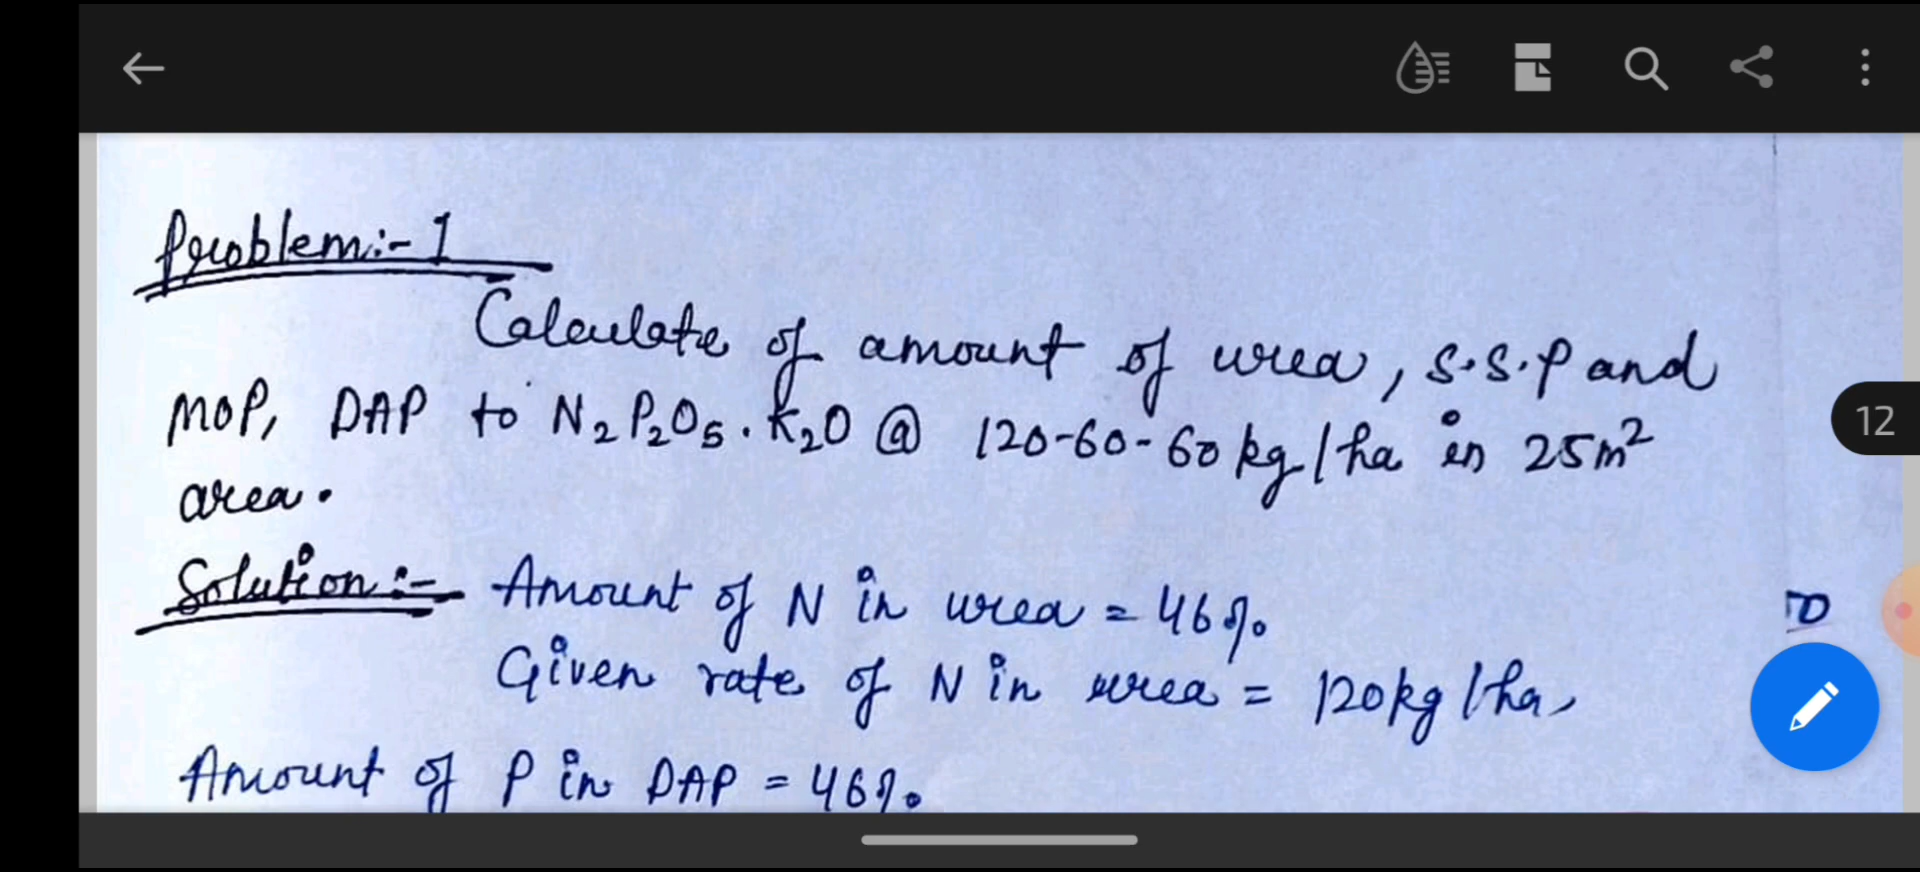 Problem:- 1
Calculate of amount of urea, S.S.P and
MOP, DAP to N2P2O5.K2O @ 120-60-60 kg/ha in 25m²
12
area.
Solution:- Amount of N in urea = 46%.
Given rate of N in urea = 120kg/ha,
Amount of P in DAP = 46%.